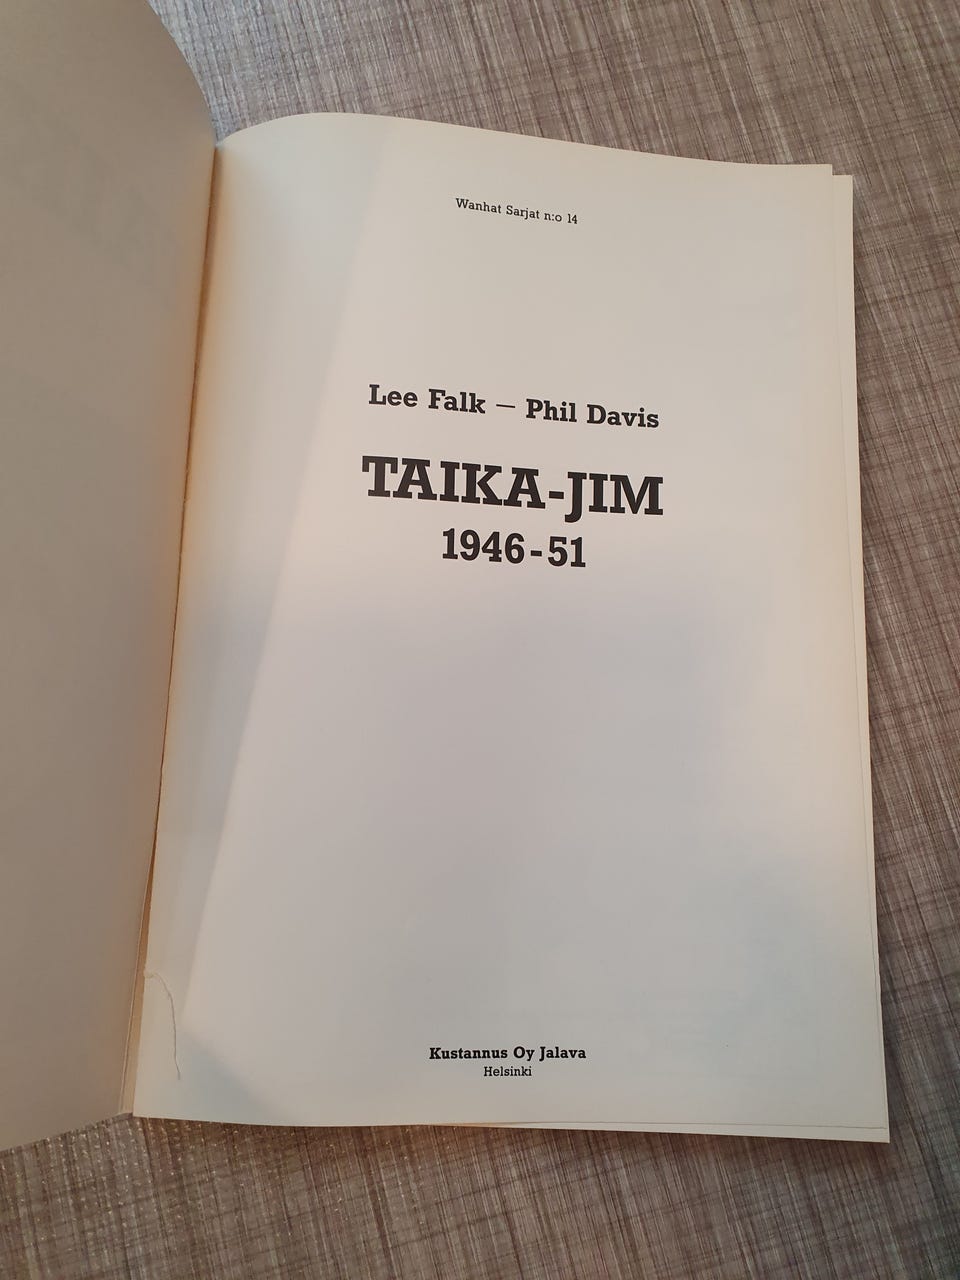 Wanhat Sarjat n:o 14
Lee Falk – Phil Davis
TAIKA-JIM
1946-51
Kustannus Oy Jalava
Helsinki